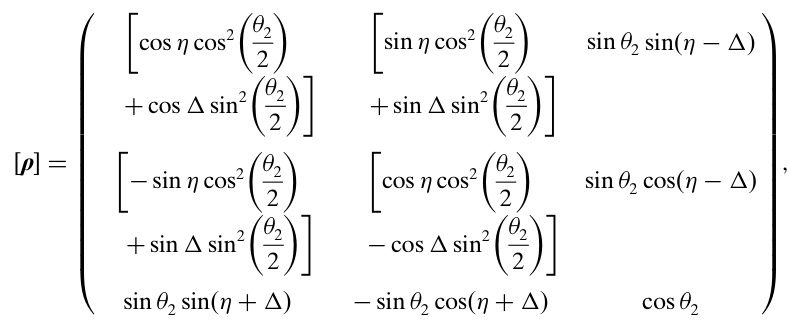 [ρ] = ( [cos η cos²(θ₂/2) + cos Δ sin²(θ₂/2)] [sin η cos²(θ₂/2) + sin Δ sin²(θ₂/2)] sin θ₂ sin(η − Δ)
[− sin η cos²(θ₂/2) + sin Δ sin²(θ₂/2)] [cos η cos²(θ₂/2) − cos Δ sin²(θ₂/2)] sin θ₂ cos(η − Δ)
sin θ₂ sin(η + Δ) − sin θ₂ cos(η + Δ) cos θ₂ ),